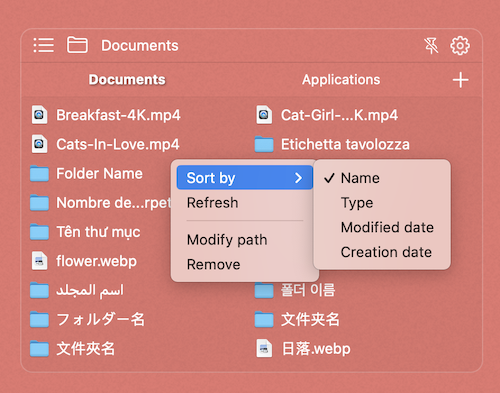 Documents
Documents
Applications
Breakfast-4K.mp4
Cat-Girl-...K.mp4
Cats-In-Love.mp4
Etichetta tavolozza
Folder Name
Nombre de...rpet
Tên thư mục
flower.webp
اسم المجلد
폴더 이름
フォルダー名
文件夹名
文件夾名
日落.webp
Sort by
Refresh
Modify path
Remove
Name
Type
Modified date
Creation date